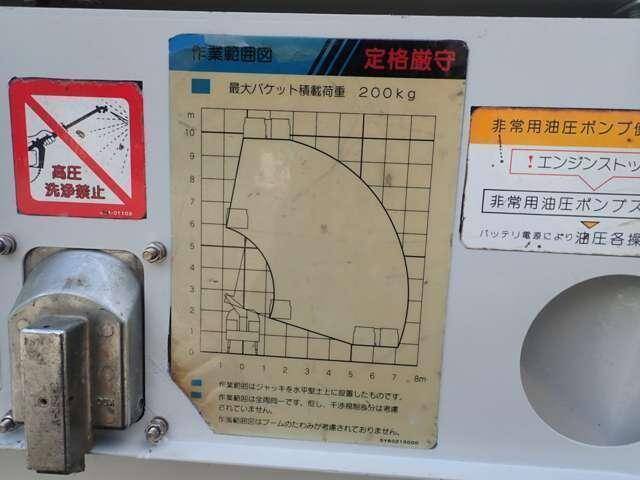 作業範囲図
定格厳守
最大バケット積載荷重 200kg
m
10
9
8
7
6
5
4
3
2
1
0
1 0 1 2 3 4 5 6 7 8m
作業範囲はジャッキを水平堅土上に設置したものです。
作業範囲は全周同一です。但し、干渉規制部分は考慮
されていません。
作業範囲図はブームのたわみが考慮されておりません。
高圧
洗浄禁止
非常用油圧ポンプ
! エンジンストッ
非常用油圧ポンプス
バッテリ電源により 油圧各操